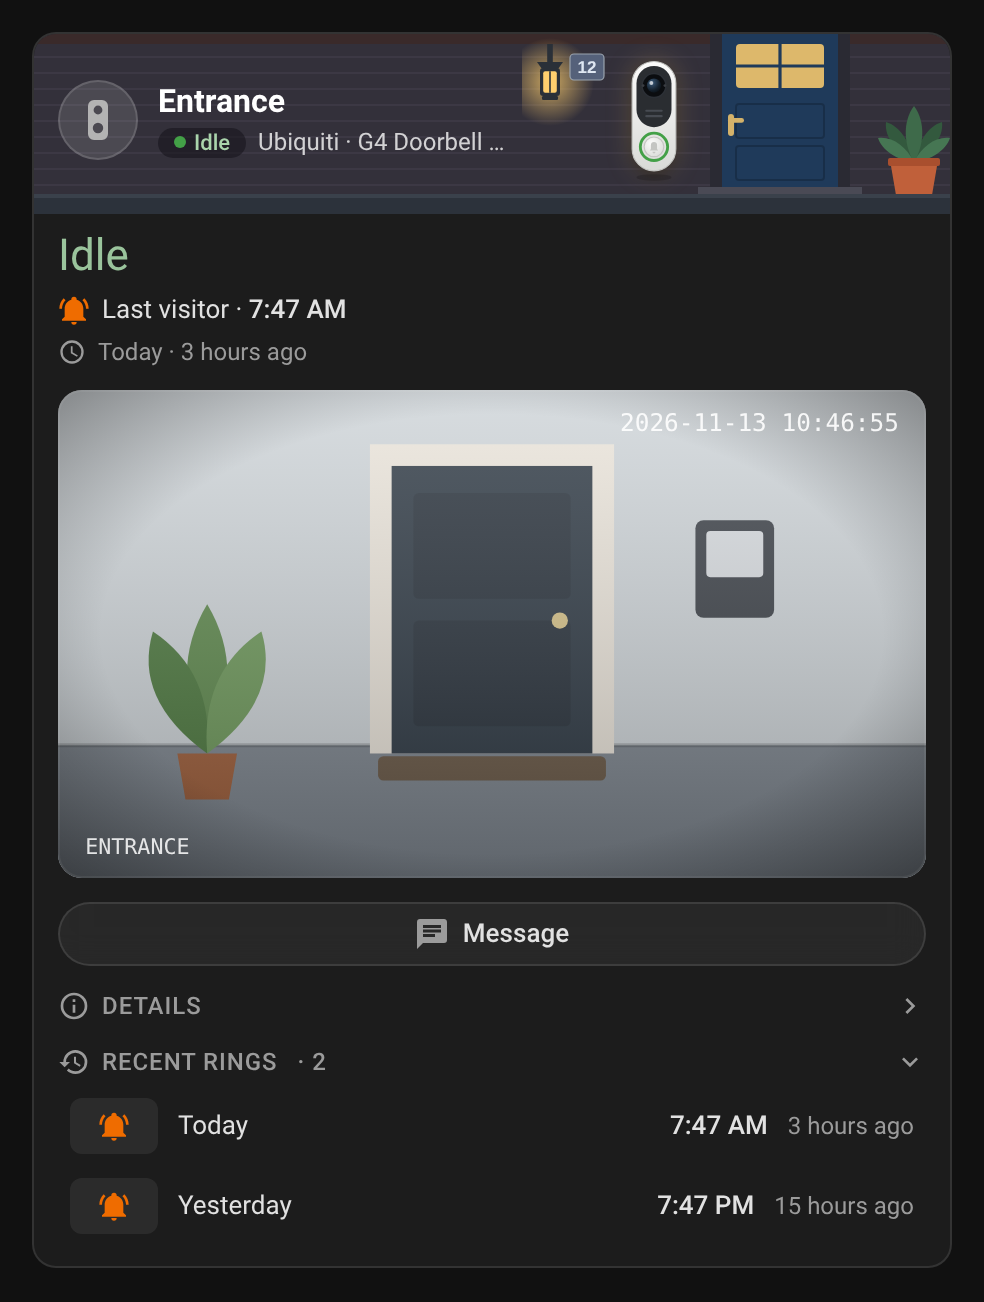 12
Entrance
Idle Ubiquiti · G4 Doorbell ...
Idle
Last visitor · 7:47 AM
Today · 3 hours ago
2026-11-13 10:46:55
ENTRANCE
Message
DETAILS
RECENT RINGS · 2
Today 7:47 AM 3 hours ago
Yesterday 7:47 PM 15 hours ago